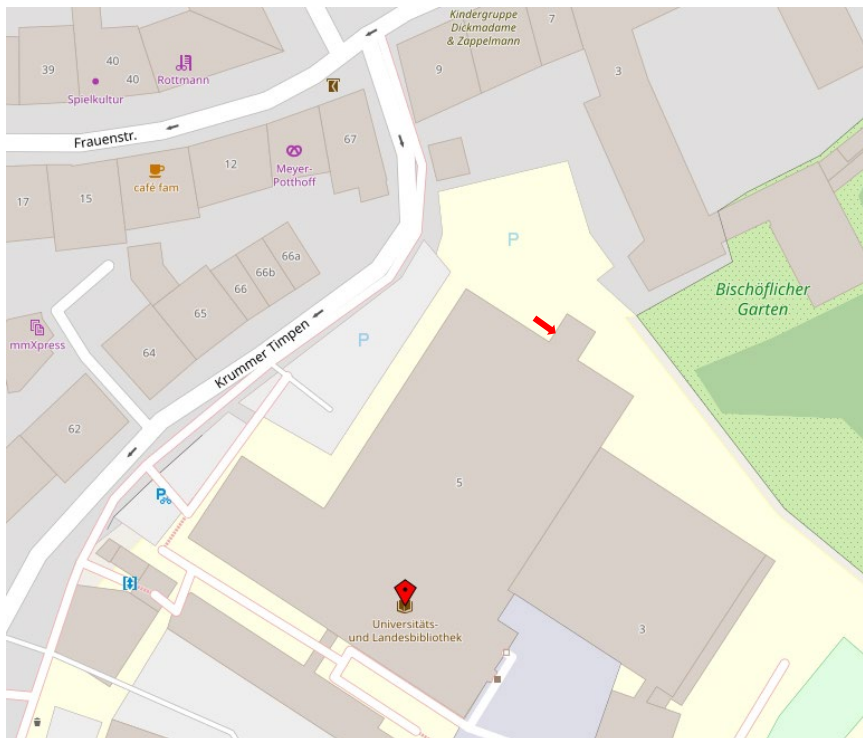 Kindergruppe
Dickmadame
& Zappelmann
7
40
39
40
Rottmann
9
3
Spielkultur
Frauenstr.
67
12
Meyer-
Potthoff
café fam
17
15
P
66a
66b
66
65
Bischöflicher
Garten
mmXpress
64
P
Krummer Timpen
62
5
P
Universitäts-
und Landesbibliothek
3